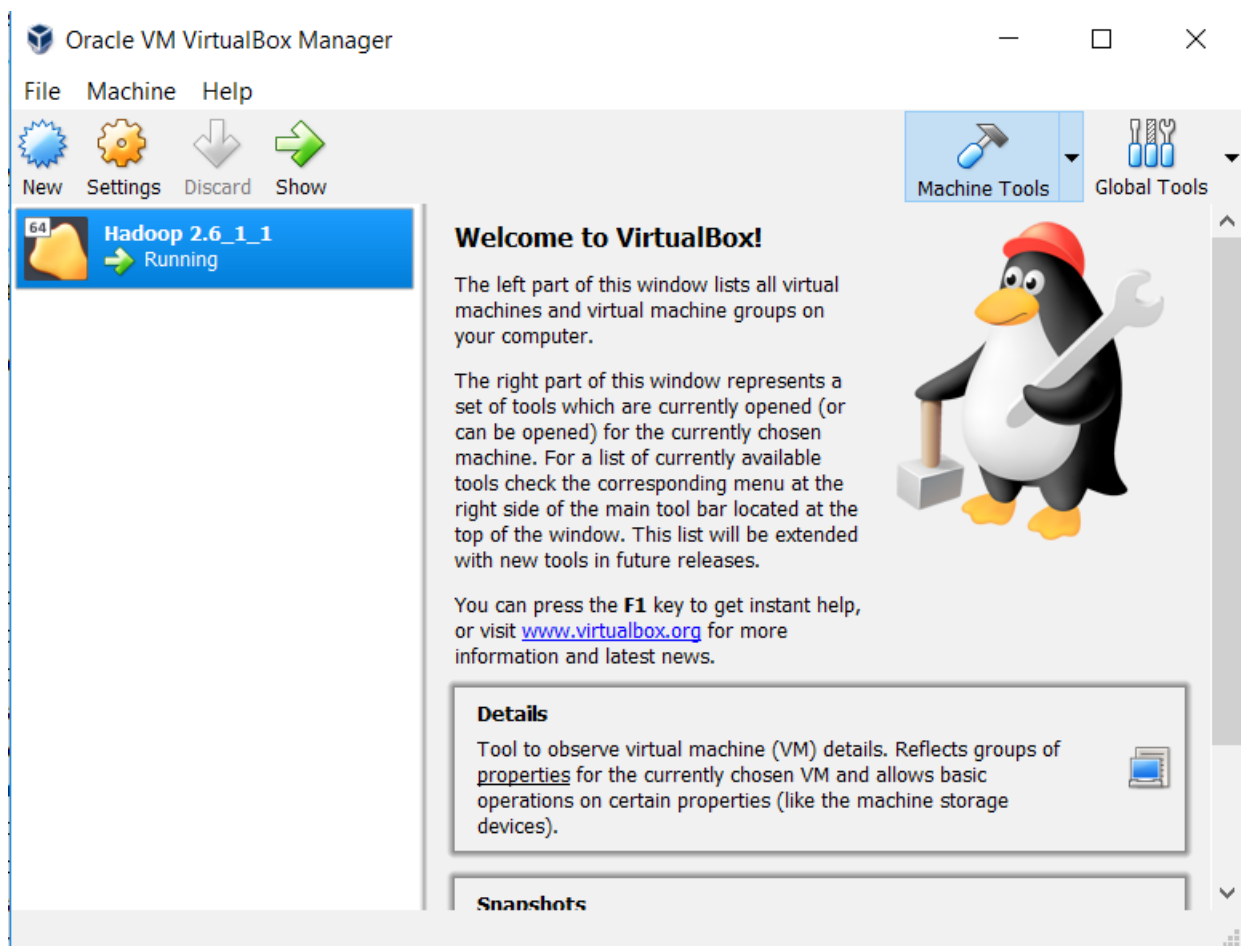 Oracle VM VirtualBox Manager
File Machine Help
New Settings Discard Show
Machine Tools Global Tools
64
Hadoop 2.6_1_1
Running
Welcome to VirtualBox!
The left part of this window lists all virtual
machines and virtual machine groups on
your computer.
The right part of this window represents a
set of tools which are currently opened (or
can be opened) for the currently chosen
machine. For a list of currently available
tools check the corresponding menu at the
right side of the main tool bar located at the
top of the window. This list will be extended
with new tools in future releases.
You can press the F1 key to get instant help,
or visit www.virtualbox.org for more
information and latest news.
Details
Tool to observe virtual machine (VM) details. Reflects groups of
properties for the currently chosen VM and allows basic
operations on certain properties (like the machine storage
devices).
Snapshots